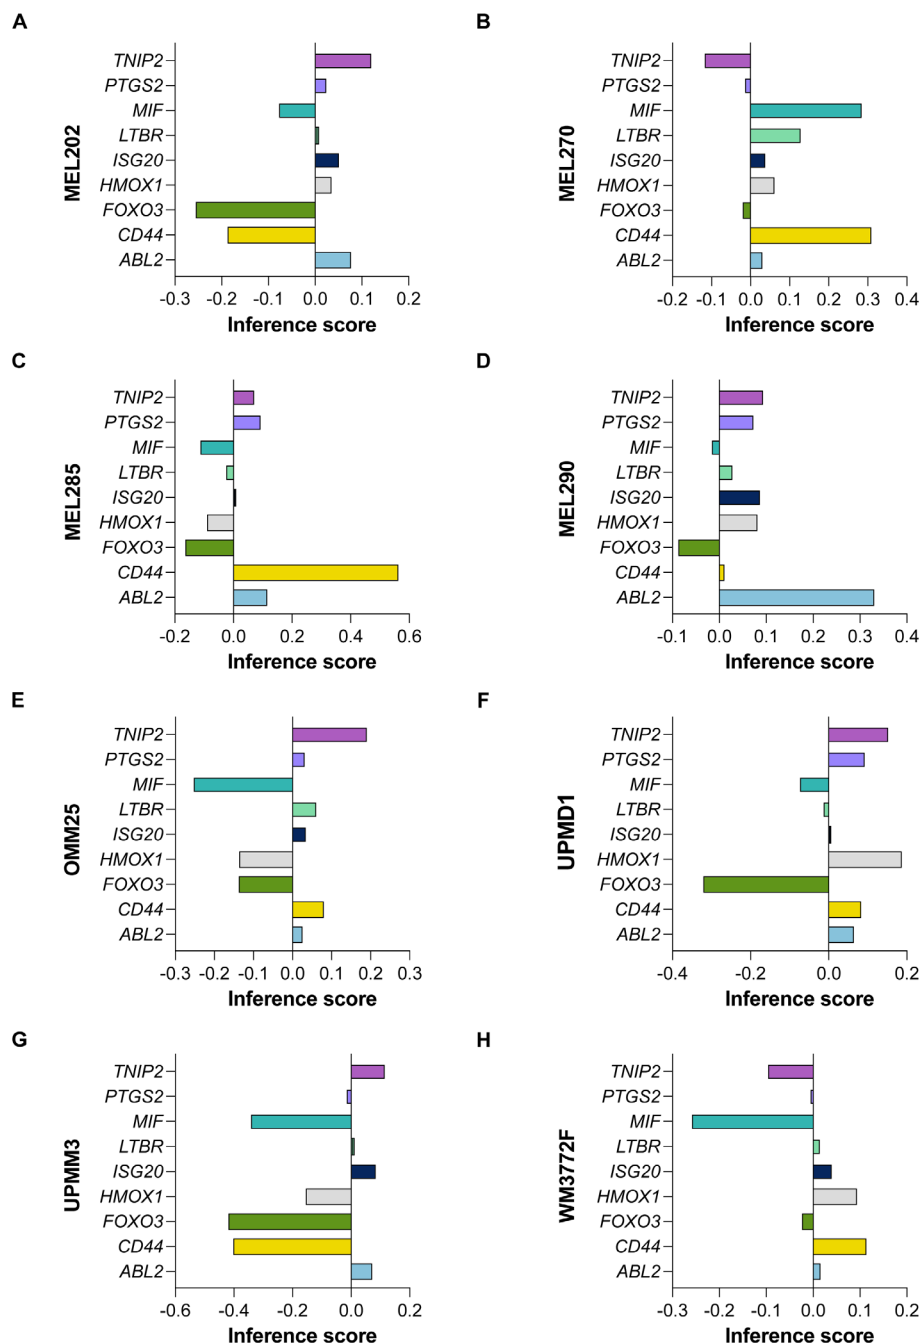 A
MEL202
TNIP2
PTGS2
MIF
LTBR
ISG20
HMOX1
FOXO3
CD44
ABL2
-0.3 -0.2 -0.1 0.0 0.1 0.2
Inference score
B
MEL270
TNIP2
PTGS2
MIF
LTBR
ISG20
HMOX1
FOXO3
CD44
ABL2
-0.2 -0.1 0.0 0.1 0.2 0.3 0.4
Inference score
C
MEL285
TNIP2
PTGS2
MIF
LTBR
ISG20
HMOX1
FOXO3
CD44
ABL2
-0.2 0.0 0.2 0.4 0.6
Inference score
D
MEL290
TNIP2
PTGS2
MIF
LTBR
ISG20
HMOX1
FOXO3
CD44
ABL2
-0.1 0.0 0.1 0.2 0.3 0.4
Inference score
E
OMM25
TNIP2
PTGS2
MIF
LTBR
ISG20
HMOX1
FOXO3
CD44
ABL2
-0.3 -0.2 -0.1 0.0 0.1 0.2 0.3
Inference score
F
UPMD1
TNIP2
PTGS2
MIF
LTBR
ISG20
HMOX1
FOXO3
CD44
ABL2
-0.4 -0.2 0.0 0.2
Inference score
G
UPMM3
TNIP2
PTGS2
MIF
LTBR
ISG20
HMOX1
FOXO3
CD44
ABL2
-0.6 -0.4 -0.2 0.0 0.2
Inference score
H
WM3772F
TNIP2
PTGS2
MIF
LTBR
ISG20
HMOX1
FOXO3
CD44
ABL2
-0.3 -0.2 -0.1 0.0 0.1 0.2
Inference score